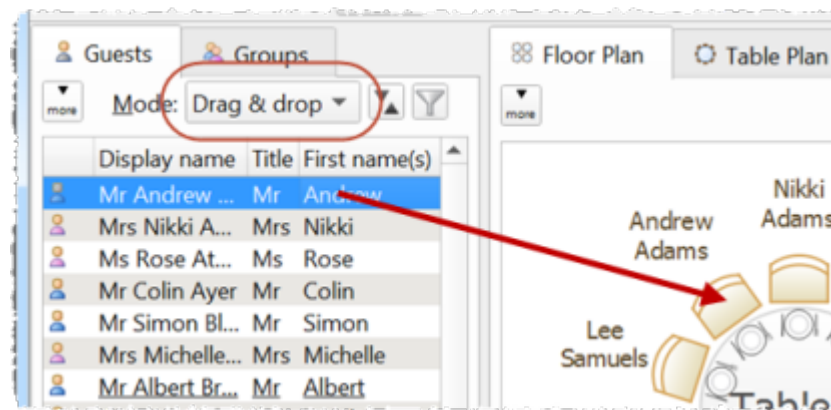 Guests Groups
Floor Plan Table Plan
more Mode: Drag & drop
more
Display name Title First name(s)
Mr Andrew ... Mr Andrew
Mrs Nikki A... Mrs Nikki
Ms Rose At... Ms Rose
Mr Colin Ayer Mr Colin
Mr Simon Bl... Mr Simon
Mrs Michelle... Mrs Michelle
Mr Albert Br... Mr Albert
Nikki
Adams
Andrew
Adams
Lee
Samuels
Table